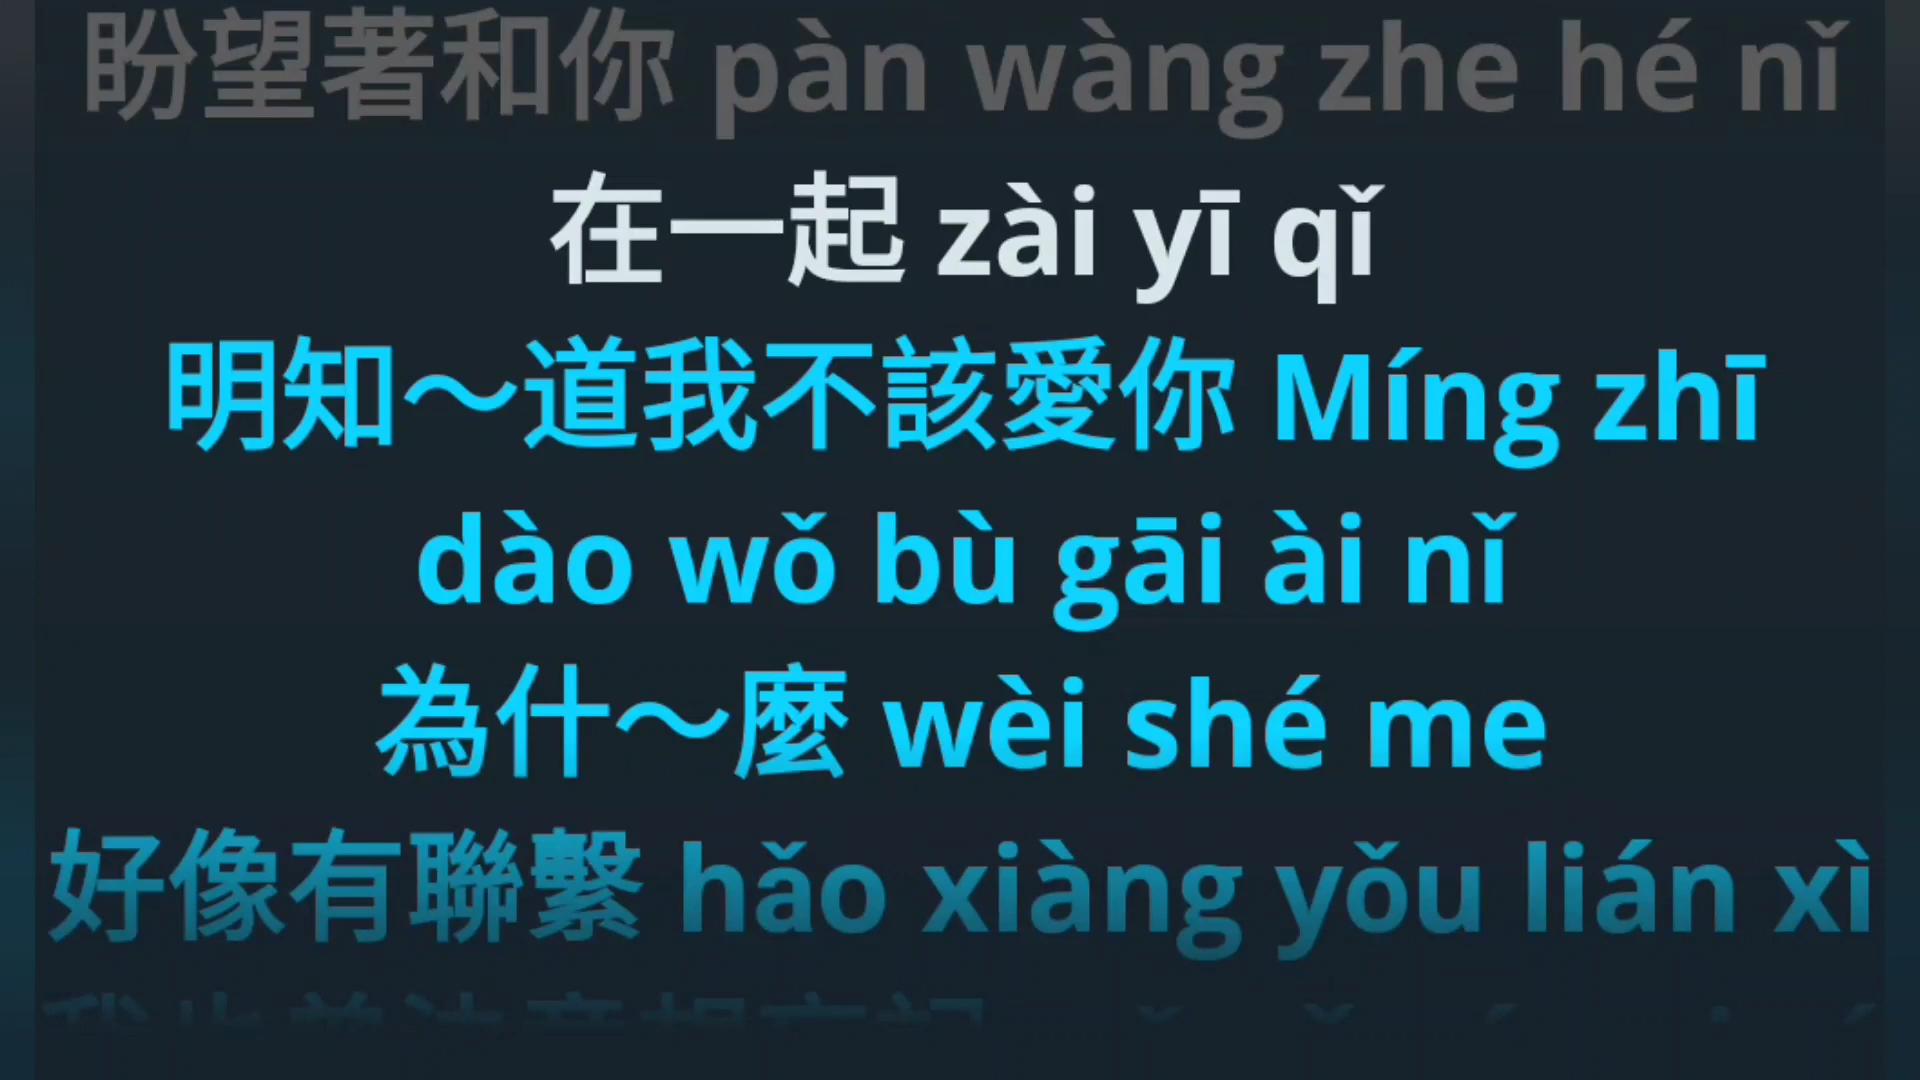 盼望著和你 pàn wàng zhe hé nǐ
在一起 zài yī qǐ
明知～道我不該愛你 Míng zhī
dào wǒ bù gāi ài nǐ
為什～麼 wèi shé me
好像有聯繫 hǎo xiàng yǒu lián xì